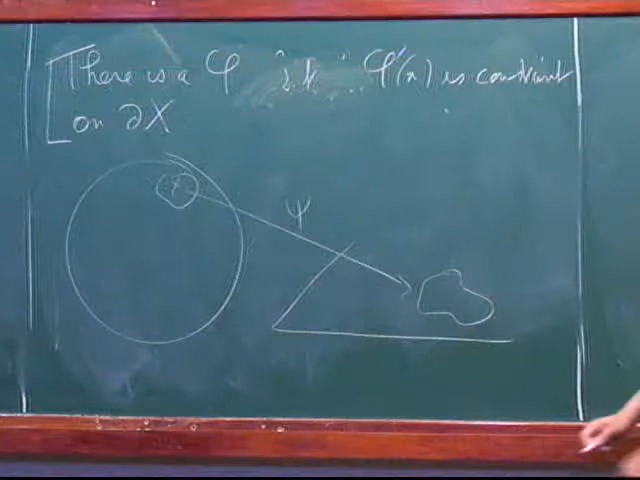 There is a φ s.t. φ(x) is constant
on ∂X
x
ψ